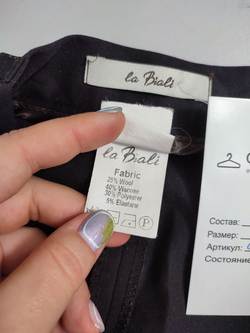 la Biali
la Biali
Fabric
25% Wool
40% Viscose
30% Polyester
5% Elastane
P
Состав:
Размер:
Артикул:
Состояние